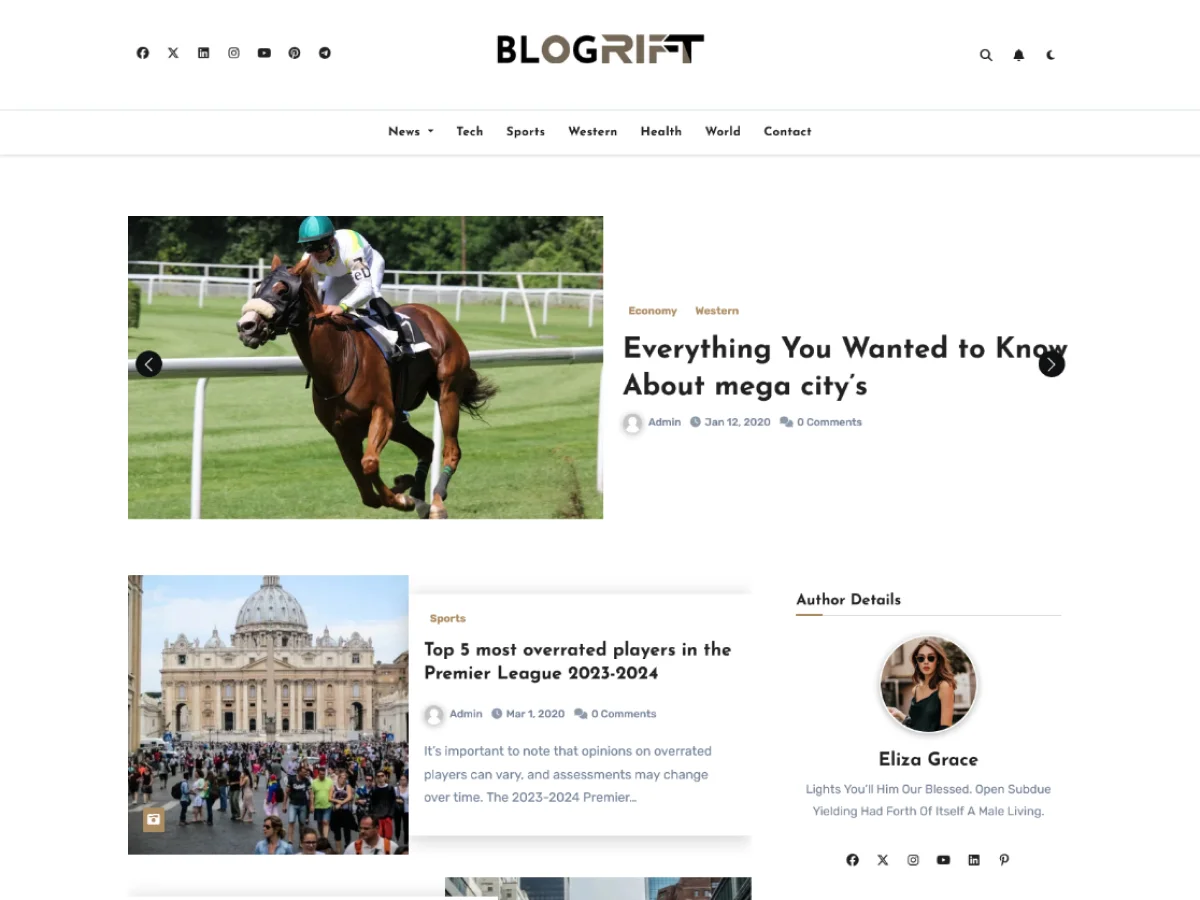 BLOGRIFT
News Tech Sports Western Health World Contact
Economy Western
Everything You Wanted to Know
About mega city's
Admin Jan 12, 2020 0 Comments
Sports
Top 5 most overrated players in the
Premier League 2023-2024
Admin Mar 1, 2020 0 Comments
It's important to note that opinions on overrated
players can vary, and assessments may change
over time. The 2023-2024 Premier…
Author Details
Eliza Grace
Lights You'll Him Our Blessed. Open Subdue
Yielding Had Forth Of Itself A Male Living.